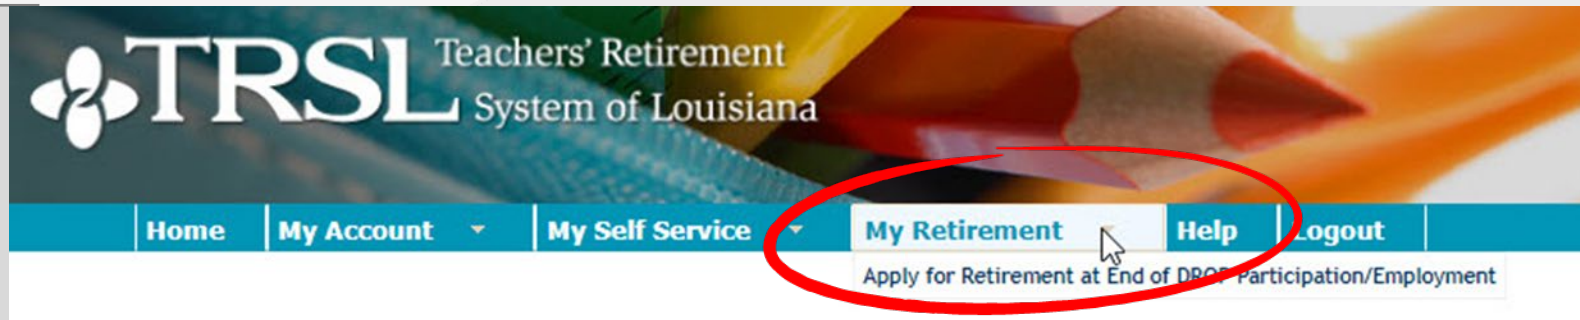 TRSL Teachers' Retirement
System of Louisiana
Home My Account My Self Service My Retirement Help Logout
Apply for Retirement at End of DROP Participation/Employment